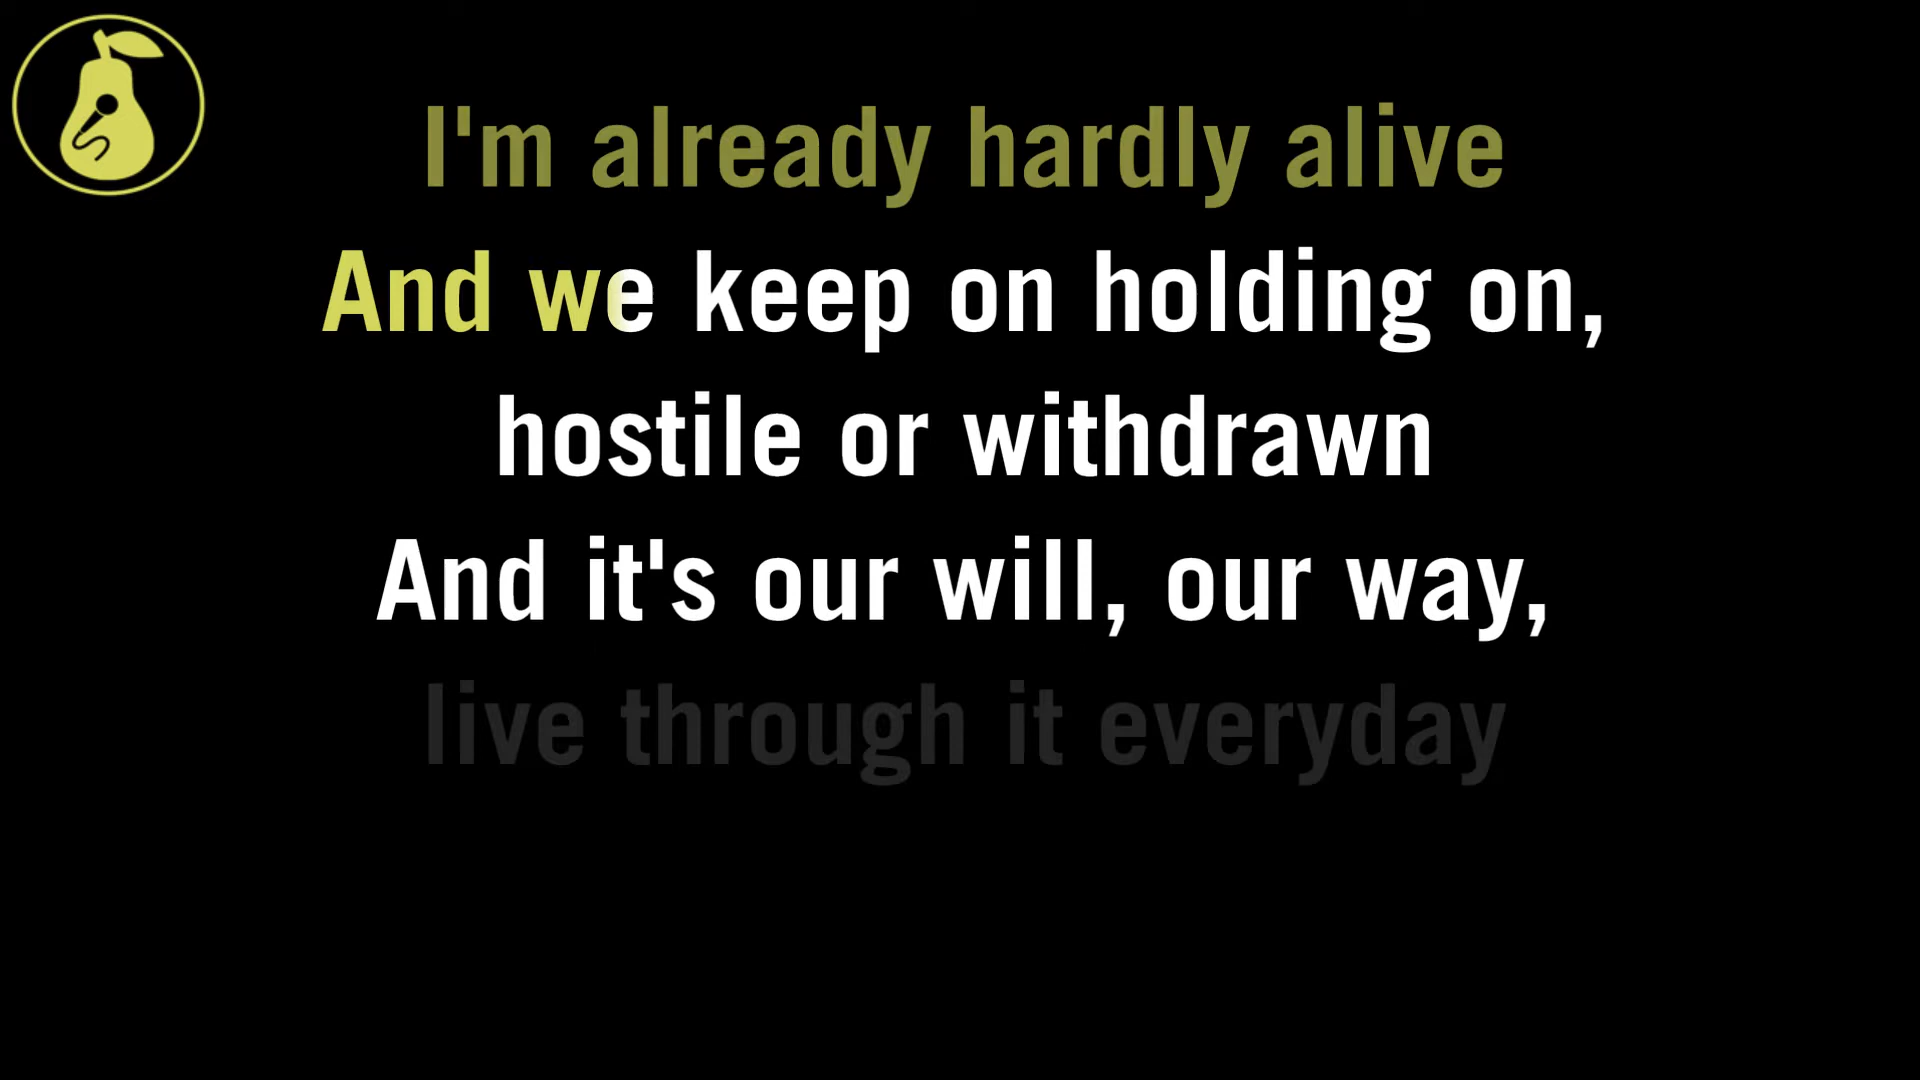 I'm already hardly alive
And we keep on holding on,
hostile or withdrawn
And it's our will, our way,
live through it everyday